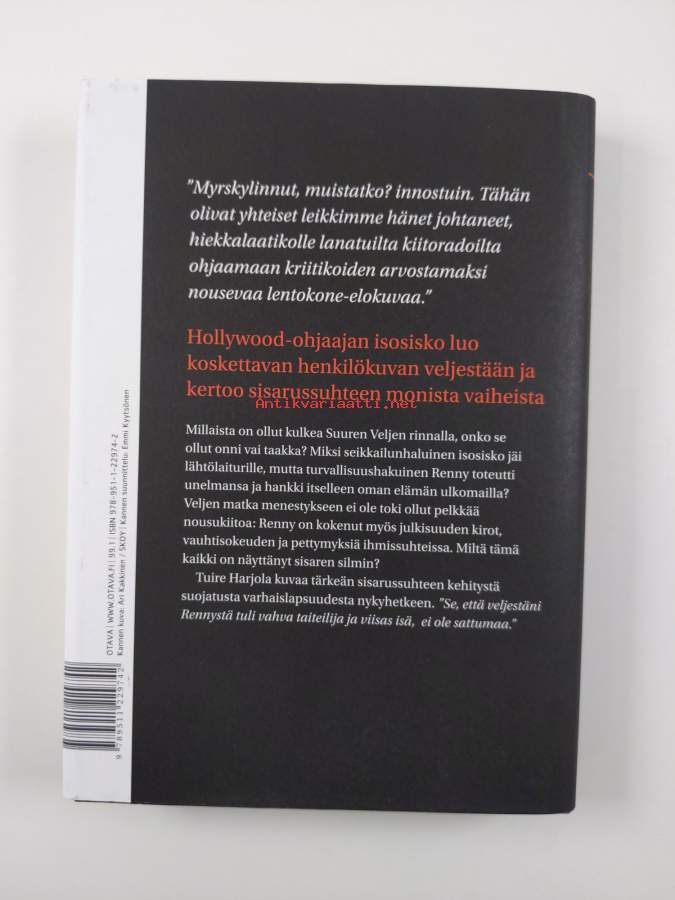 ”Myrskylinnut, muistatko? innostuin. Tähän
olivat yhteiset leikkimme hänet johtaneet,
hiekkalaatikolle lanatuilta kiitoradoilta
ohjaamaan kriitikoiden arvostamaksi
nousevaa lentokone-elokuvaa.”
Hollywood-ohjaajan isosisko luo
koskettavan henkilökuvan veljestään ja
kertoo sisarussuhteen monista vaiheista
Antikvariaatti.net
Millaista on ollut kulkea Suuren Veljen rinnalla, onko se
ollut onni vai taakka? Miksi seikkailunhaluinen isosisko jäi
lähtölaiturille, mutta turvallisuushakuinen Renny toteutti
unelmansa ja hankki itselleen oman elämän ulkomailla?
Veljen matka menestykseen ei ole toki ollut pelkkää
nousukiitoa: Renny on kokenut myös julkisuuden kirot,
vauhtisokeuden ja pettymyksiä ihmissuhteissa. Miltä tämä
kaikki on näyttänyt sisaren silmin?
Tuire Harjola kuvaa tärkeän sisarussuhteen kehitystä
suojatusta varhaislapsuudesta nykyhetkeen. ”Se, että veljestäni
Rennystä tuli vahva taiteilija ja viisas isä, ei ole sattumaa.”
OTAVA | WWW.OTAVA.FI | 99.1 | ISBN 978-951-1-22974-2
Kannen kuva: Ari Kakkinen / SKOY | Kannen suunnittelu: Emmi Kyytsönen
9 789511 229742